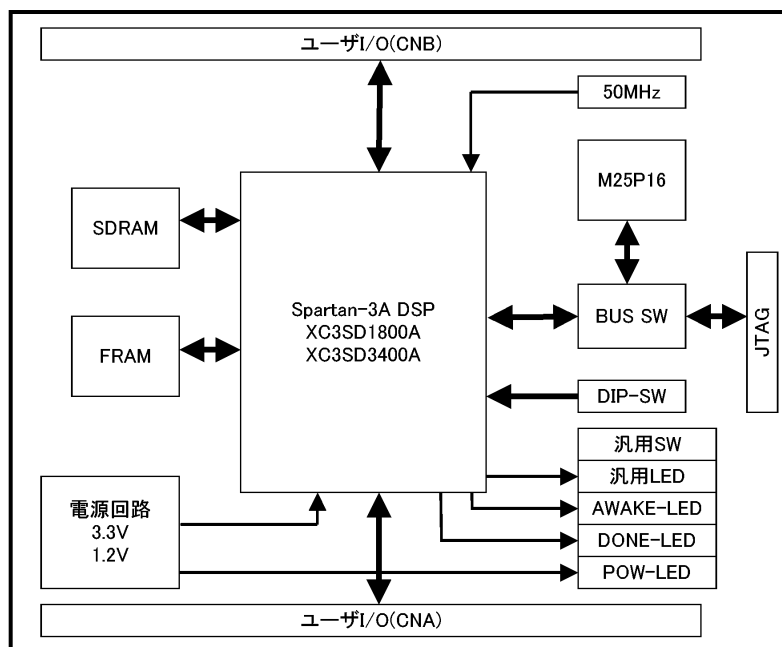 ユーザI/O(CNB)
50MHz
M25P16
SDRAM
Spartan-3A DSP
XC3SD1800A
XC3SD3400A
BUS SW
JTAG
FRAM
DIP-SW
汎用SW
汎用LED
AWAKE-LED
DONE-LED
POW-LED
電源回路
3.3V
1.2V
ユーザI/O(CNA)